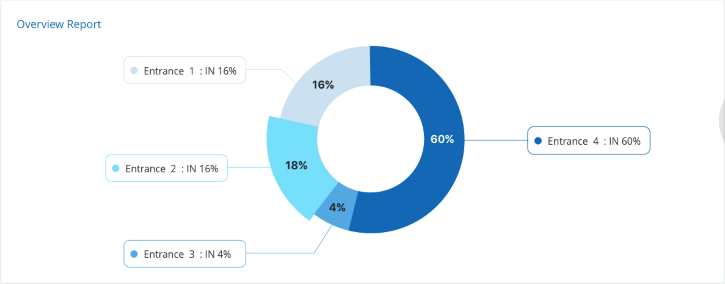 Overview Report
Entrance 1 : IN 16%
16%
60%
Entrance 4 : IN 60%
18%
Entrance 2 : IN 16%
4%
Entrance 3 : IN 4%